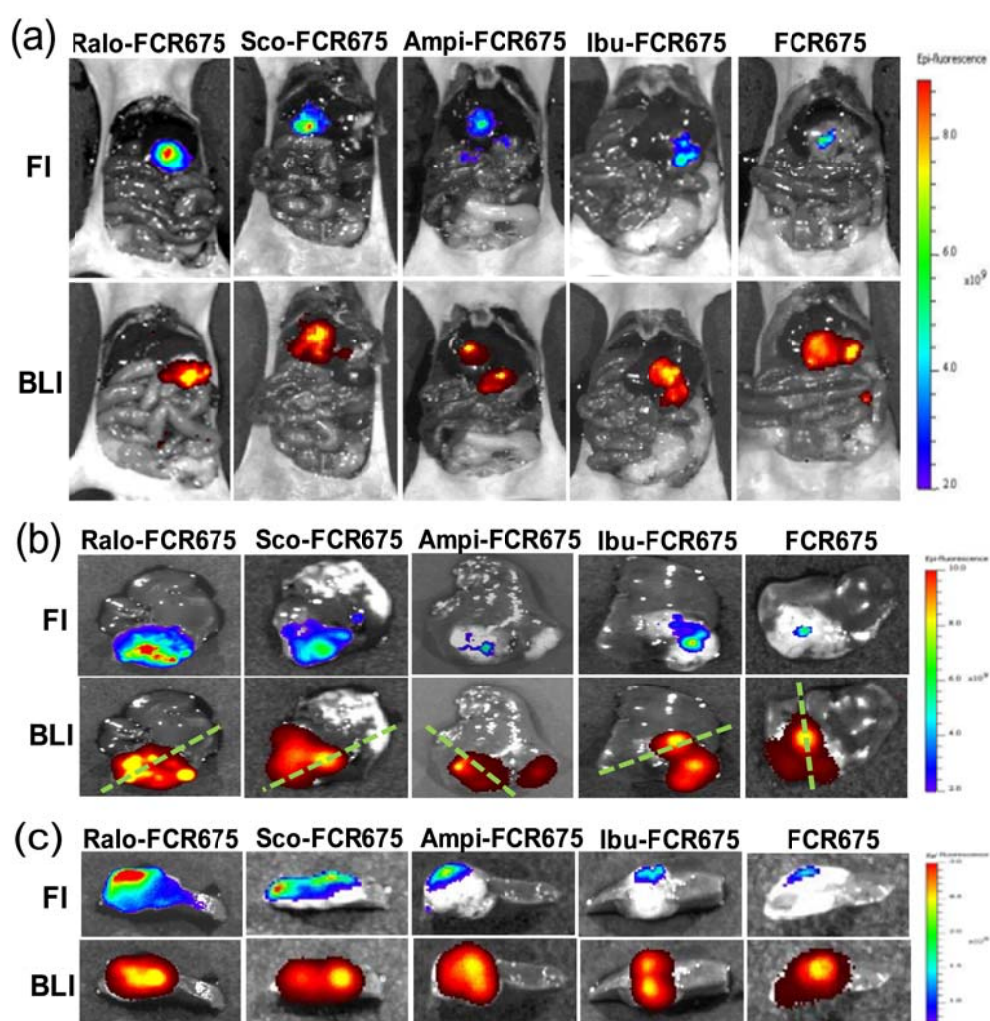 (a)
Ralo-FCR675 Sco-FCR675 Ampi-FCR675 Ibu-FCR675 FCR675
Epi-fluorescence
FI
8.0
6.0
x10⁹
BLI
4.0
2.0
(b)
Ralo-FCR675 Sco-FCR675 Ampi-FCR675 Ibu-FCR675 FCR675
Epi-fluorescence
10.0
FI
8.0
x10⁹
6.0
BLI
4.0
2.0
(c)
Ralo-FCR675 Sco-FCR675 Ampi-FCR675 Ibu-FCR675 FCR675
FI
BLI